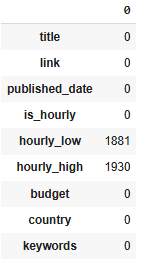 0
title 0
link 0
published_date 0
is_hourly 0
hourly_low 1881
hourly_high 1930
budget 0
country 0
keywords 0